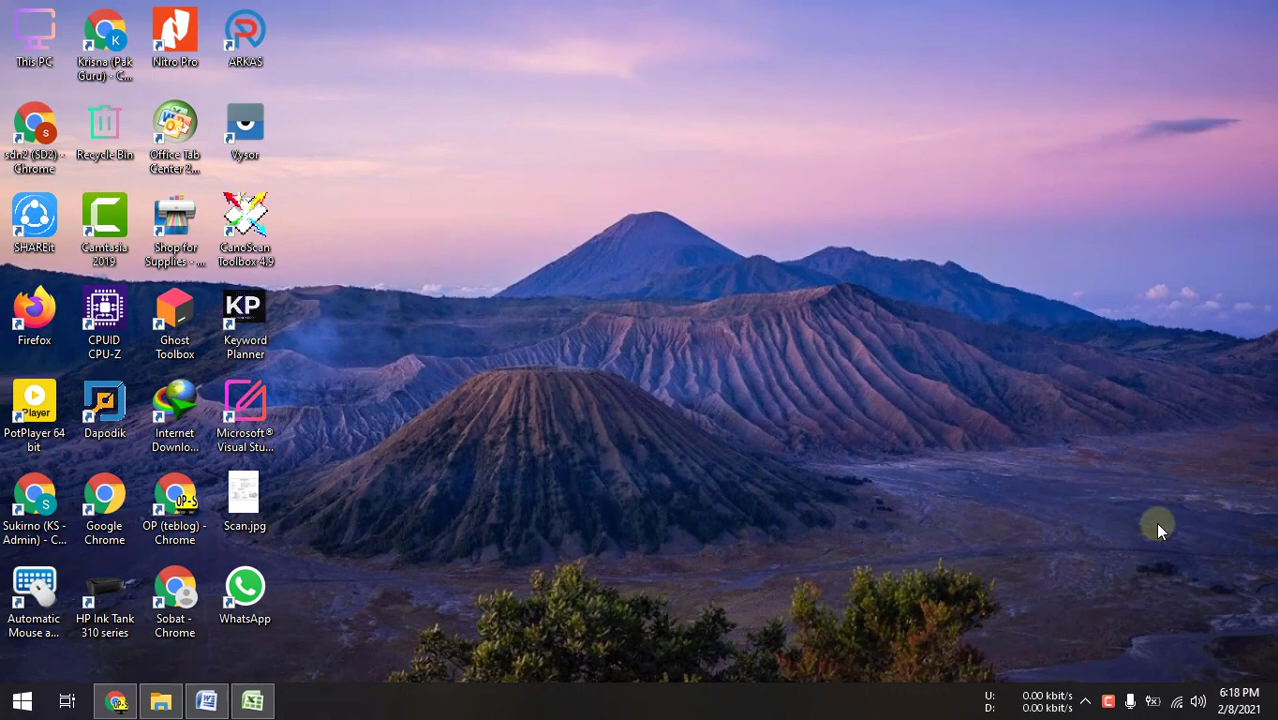 This PC
Krisna (Pak
Guru) - C...
Nitro Pro
ARKAS
sdn2 (SD2) -
Chrome
Recycle Bin
Office Tab
Center 2...
Vysor
SHAREit
Camtasia
2019
Shop for
Supplies - ...
CanoScan
Toolbox 4.9
Firefox
CPUID
CPU-Z
Ghost
Toolbox
KP
Keyword
Planner
Player
PotPlayer 64
bit
Dapodik
Internet
Downlo...
Microsoft®
Visual Stu...
Sukirno (KS -
Admin) - C...
Google
Chrome
OP-S
OP (teblog) -
Chrome
Scan.jpg
Automatic
Mouse a...
HP Ink Tank
310 series
Sobat -
Chrome
WhatsApp
U: 0.00 kbit/s
D: 0.00 kbit/s
6:18 PM
2/8/2021